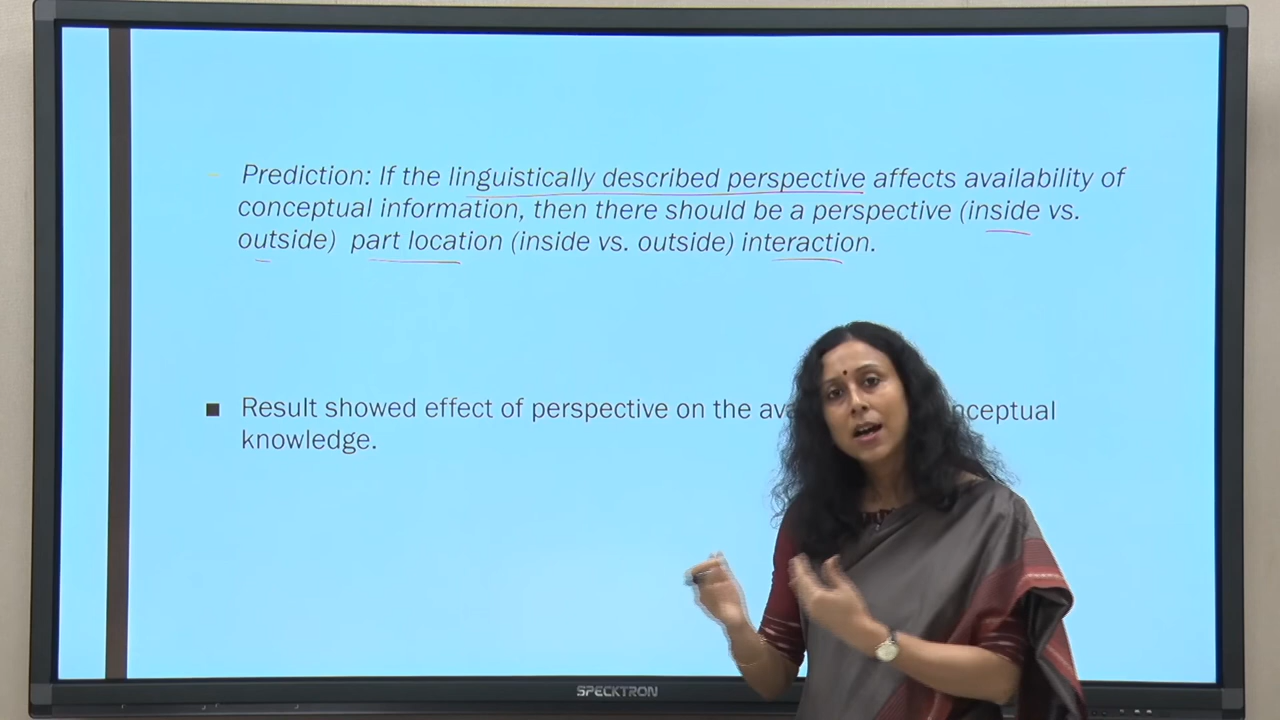 – Prediction: If the linguistically described perspective affects availability of
conceptual information, then there should be a perspective (inside vs.
outside) part location (inside vs. outside) interaction.
■ Result showed effect of perspective on the
knowledge.
SPECKTRON